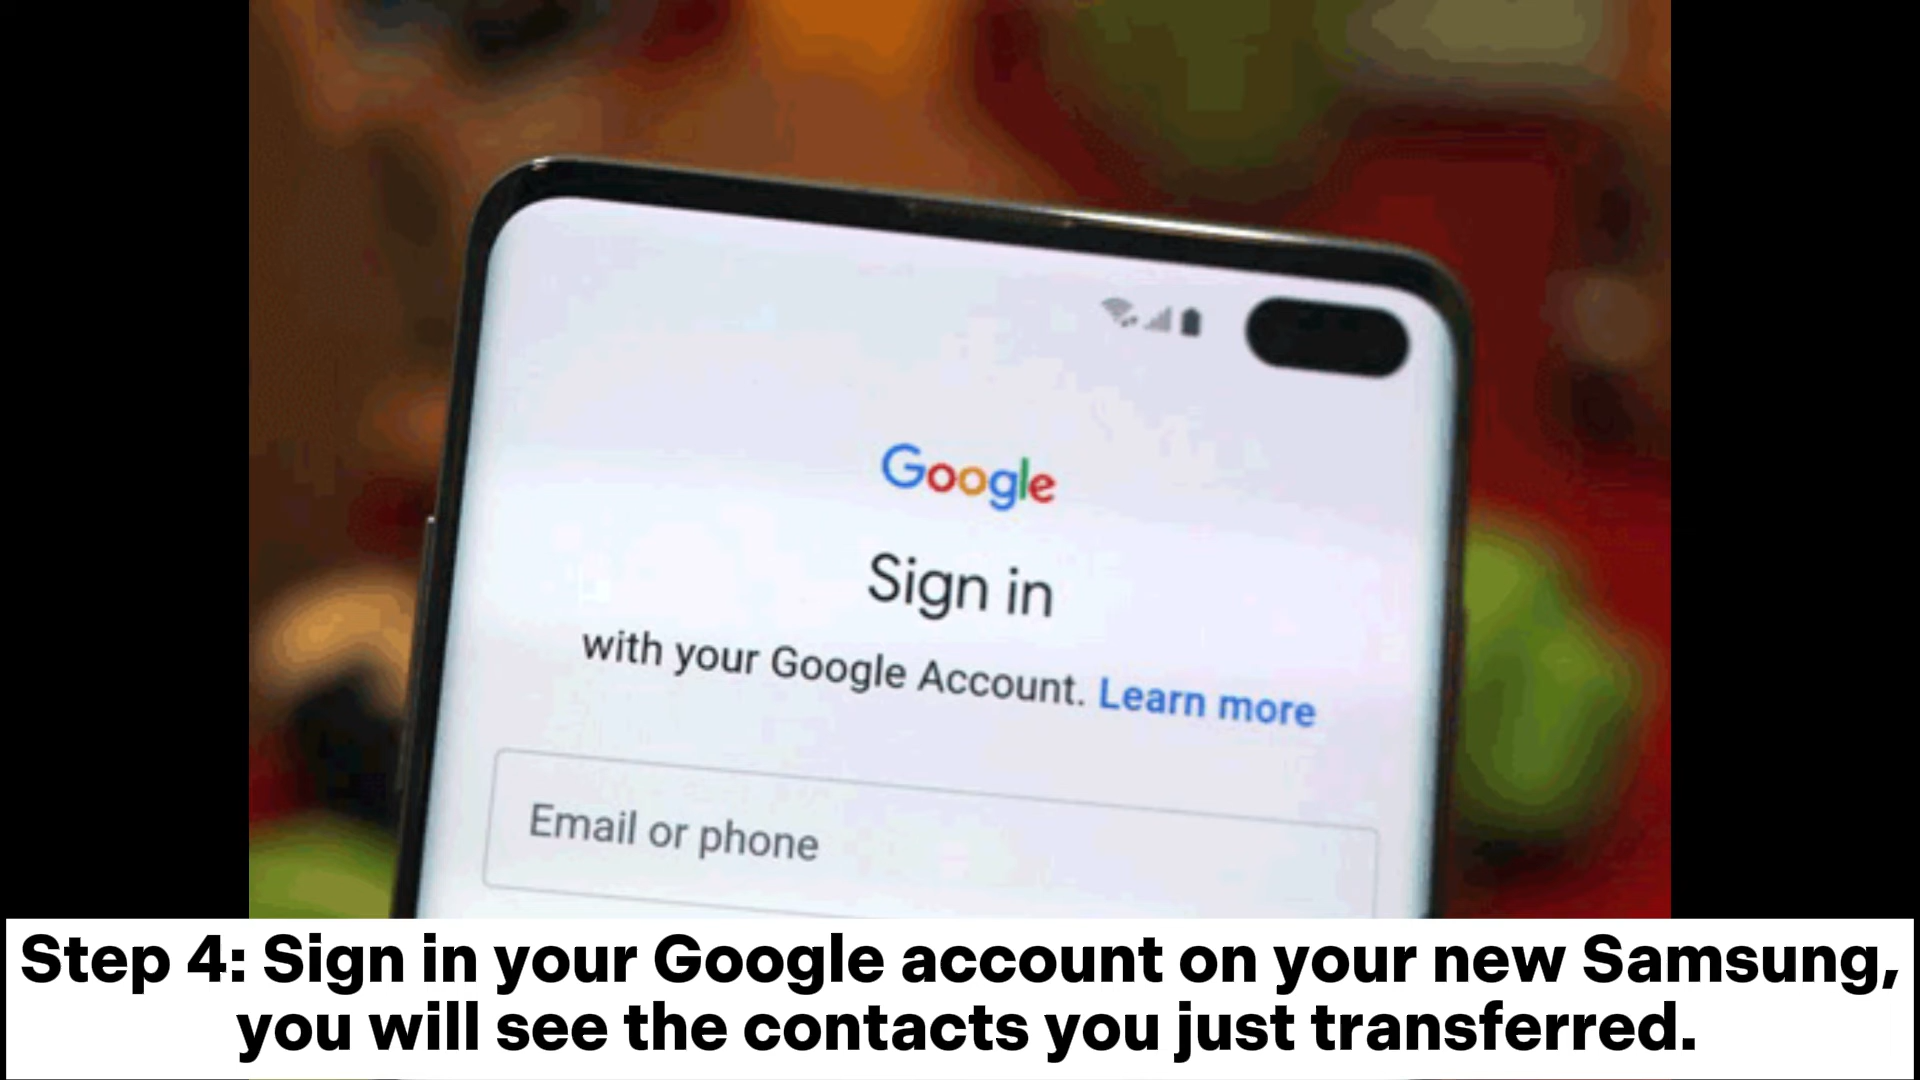 Google
Sign in
with your Google Account. Learn more
Email or phone
Step 4: Sign in your Google account on your new Samsung,
you will see the contacts you just transferred.